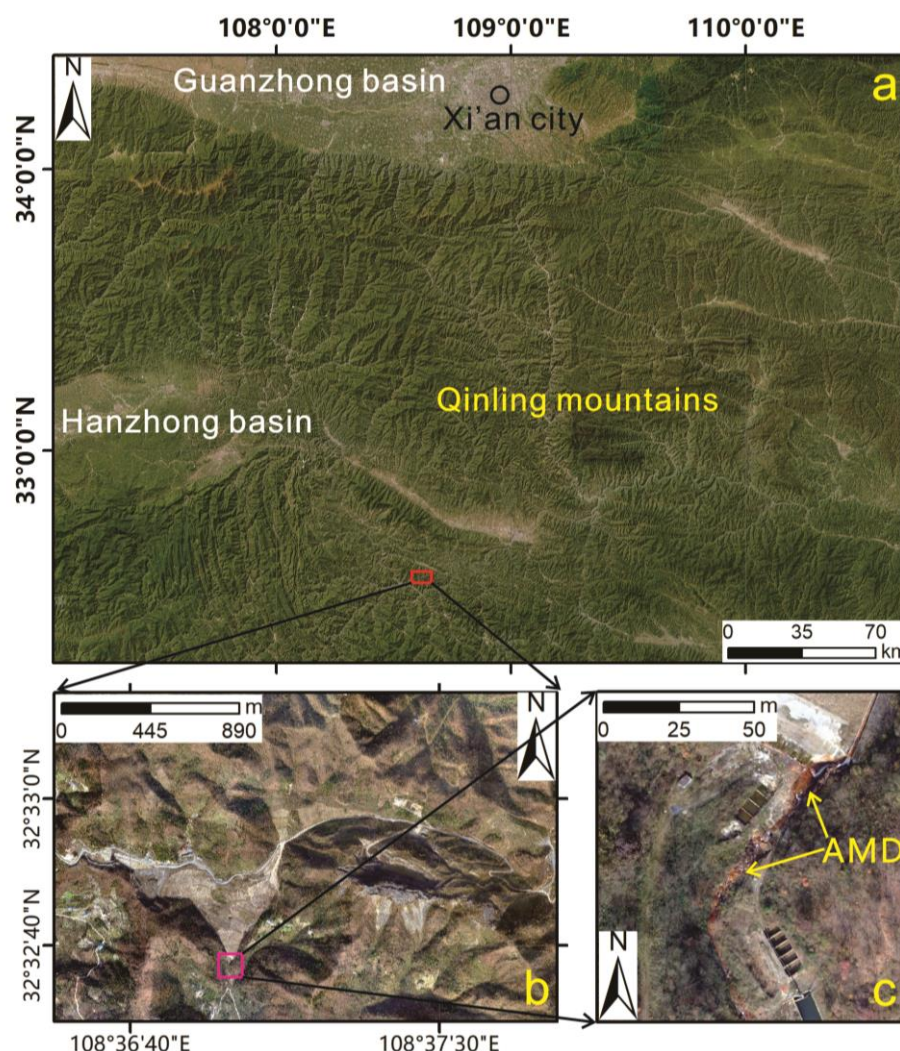 108°0'0"E 109°0'0"E 110°0'0"E
N
Guanzhong basin
a
Xi'an city
34°0'0"N
Qinling mountains
Hanzhong basin
33°0'0"N
0 35 70
km
0 445 890 m
N
32°33'0"N
32°32'40"N
b
108°36'40"E 108°37'30"E
0 25 50 m
AMD
N
c